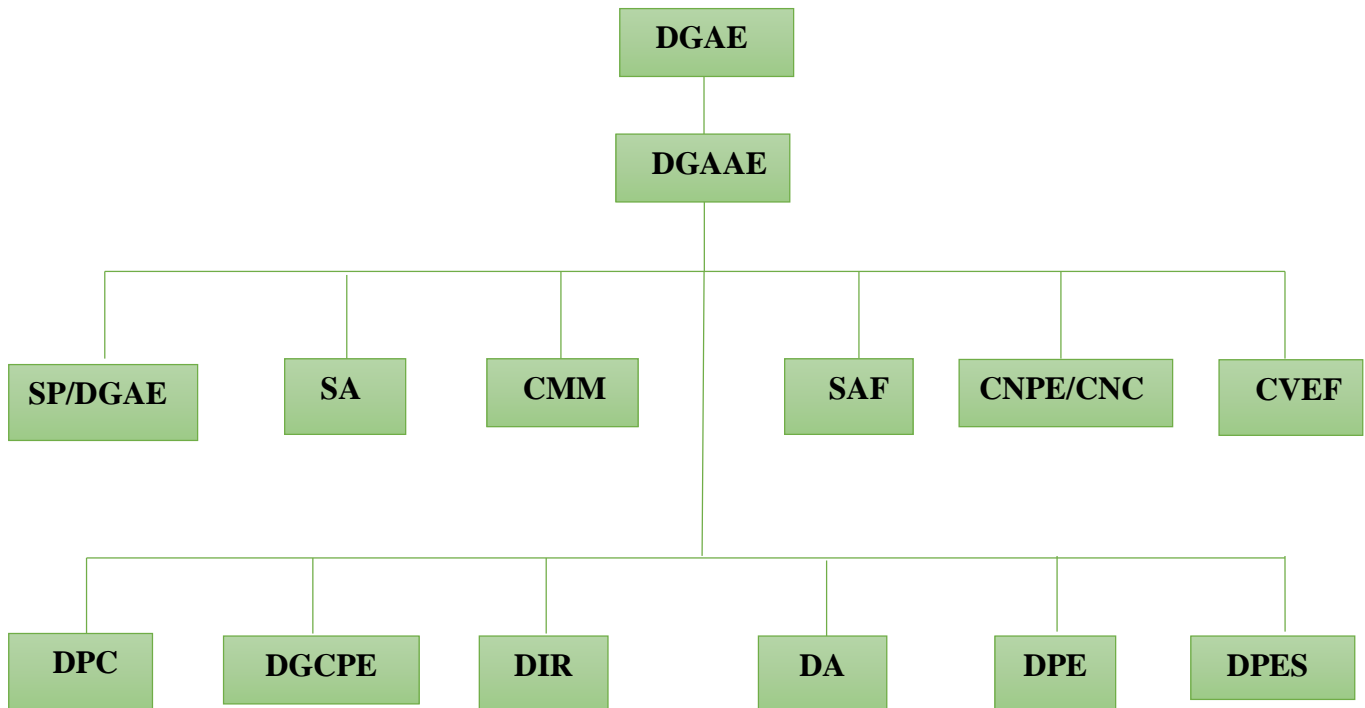 DGAE
DGAAE
SP/DGAE
SA
CMM
SAF
CNPE/CNC
CVEF
DPC
DGCPE
DIR
DA
DPE
DPES